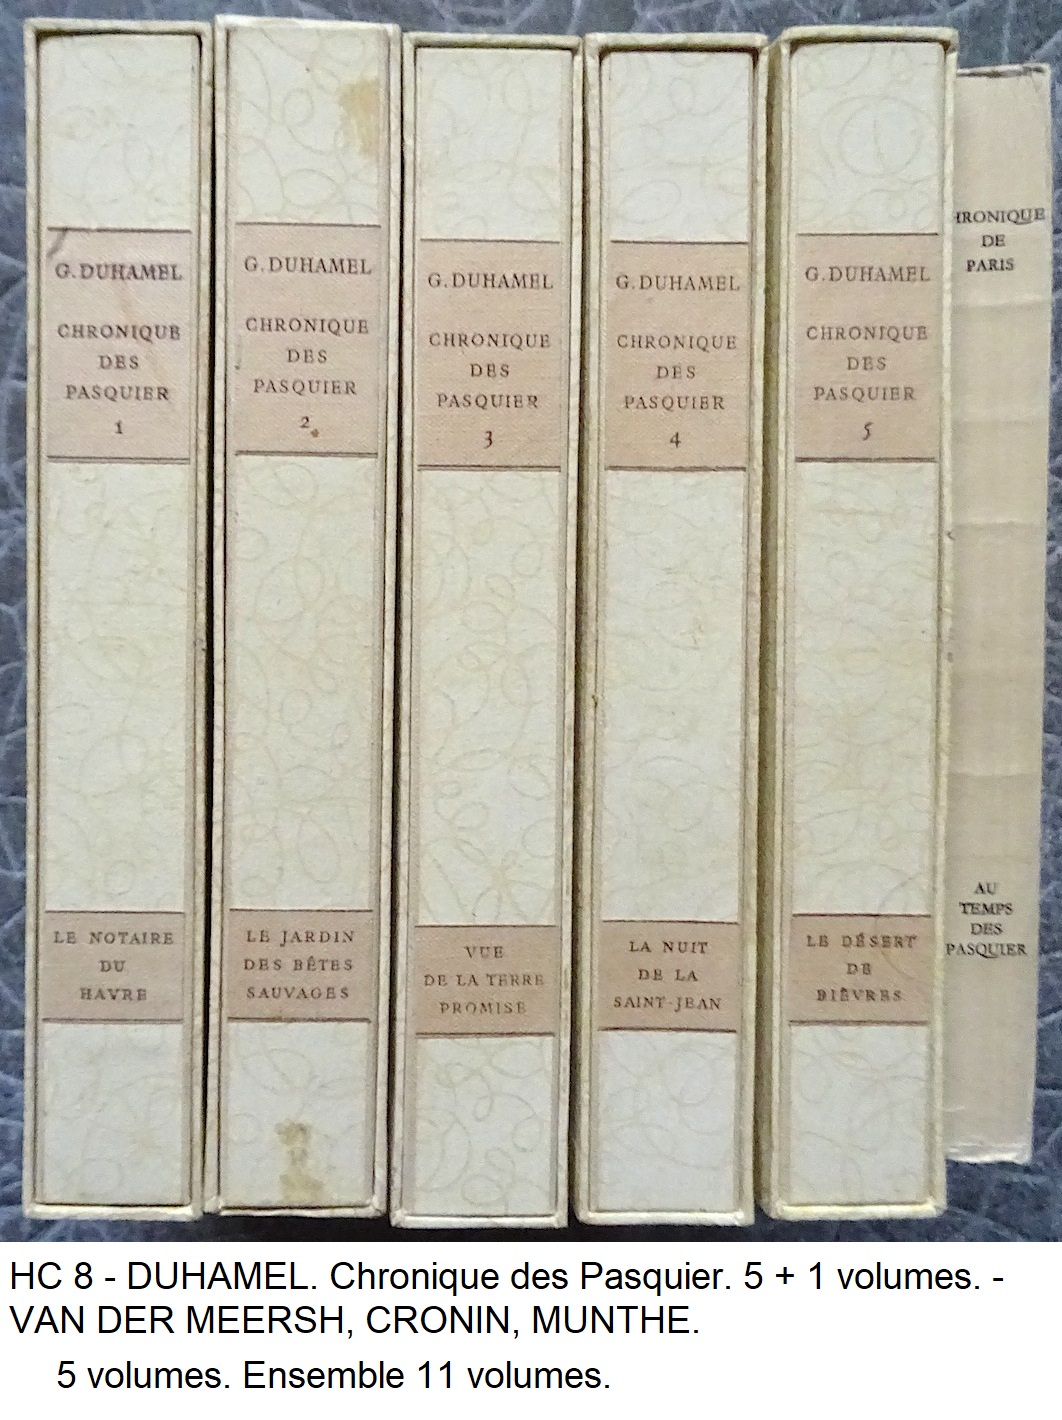 G. DUHAMEL
CHRONIQUE
DES
PASQUIER
1
LE NOTAIRE
DU
HAVRE
G. DUHAMEL
CHRONIQUE
DES
PASQUIER
2
LE JARDIN
DES BÊTES
SAUVAGES
G. DUHAMEL
CHRONIQUE
DES
PASQUIER
3
VUE
DE LA TERRE
PROMISE
G. DUHAMEL
CHRONIQUE
DES
PASQUIER
4
LA NUIT
DE LA
SAINT-JEAN
G. DUHAMEL
CHRONIQUE
DES
PASQUIER
5
LE DÉSERT
DE
BIÈVRES
HRONIQUE
DE
PARIS
AU
TEMPS
DES
PASQUIER
HC 8 - DUHAMEL. Chronique des Pasquier. 5 + 1 volumes. -
VAN DER MEERSH, CRONIN, MUNTHE.
5 volumes. Ensemble 11 volumes.